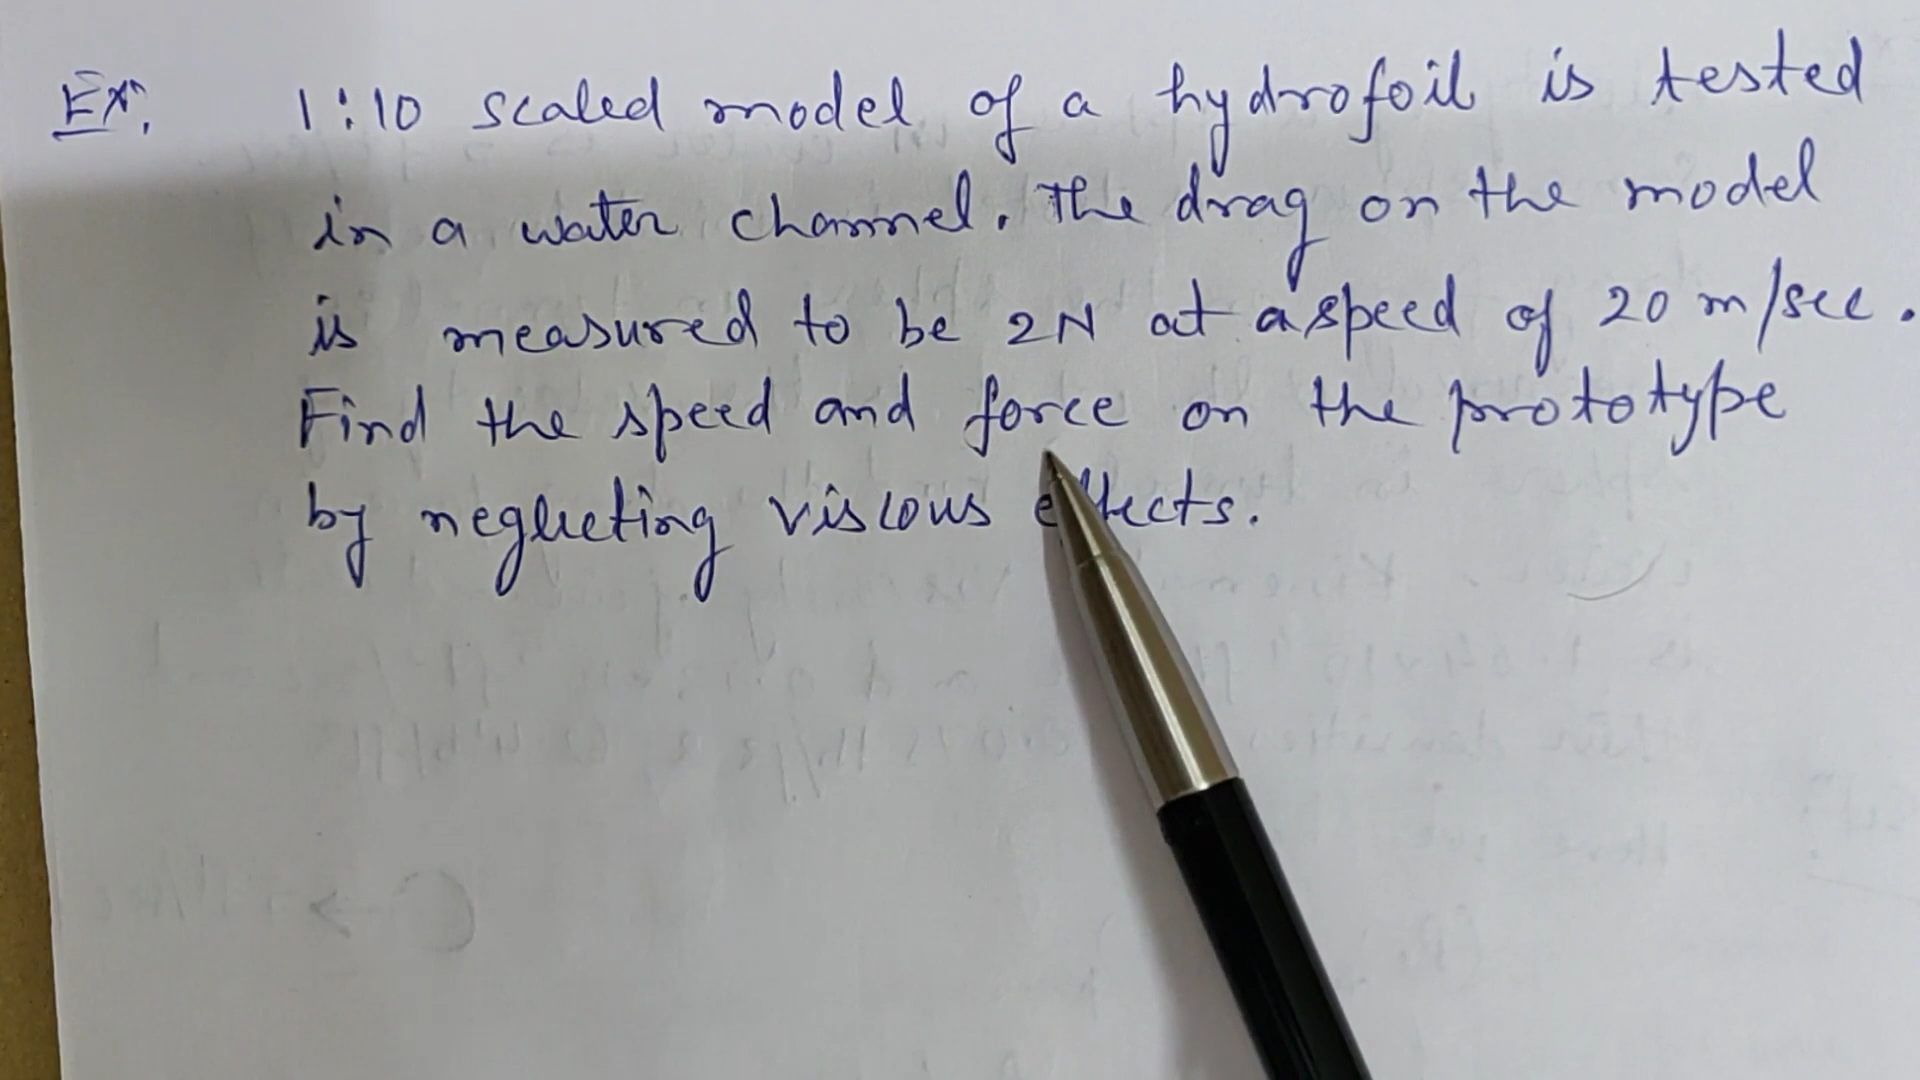 Ex. 1:10 scaled model of a hydrofoil is tested
in a water channel. The drag on the model
is measured to be 2N at a speed of 20 m/sec.
Find the speed and force on the prototype
by neglecting viscous effects.